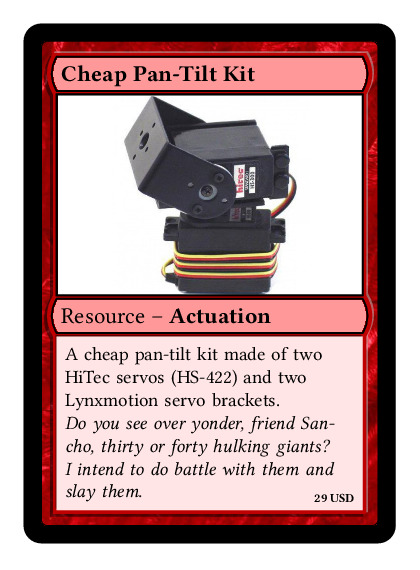 Cheap Pan-Tilt Kit
HiTEC
Resource – Actuation
A cheap pan-tilt kit made of two
HiTec servos (HS-422) and two
Lynxmotion servo brackets.
Do you see over yonder, friend San-
cho, thirty or forty hulking giants?
I intend to do battle with them and
slay them.
29 USD